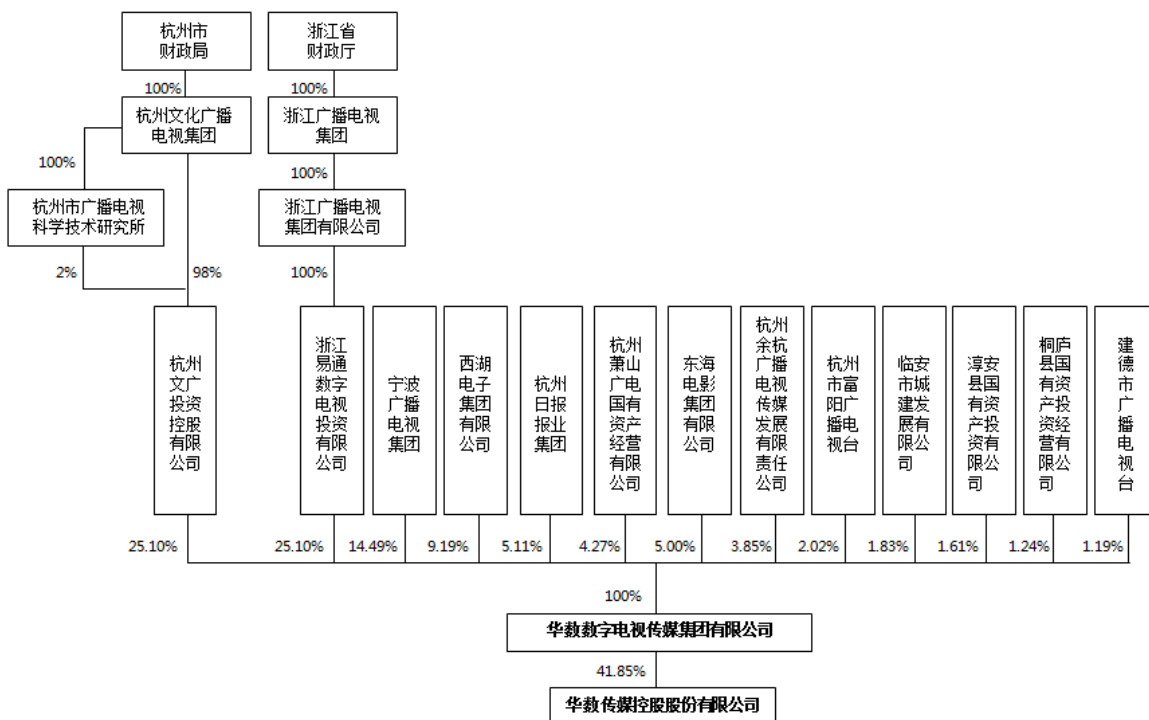 杭州市
财政局
浙江省
财政厅
100%
100%
杭州文化广播
电视集团
浙江广播电视
集团
100%
100%
杭州市广播电视
科学技术研究所
浙江广播电视
集团有限公司
2%
98%
100%
杭州文广投资控股有限公司
浙江易通数字电视投资有限公司
宁波广播电视集团
西湖电子集团有限公司
杭州日报报业集团
杭州萧山广电国有资产经营有限公司
东海电影集团有限公司
杭州余杭广播电视传媒发展有限责任公司
杭州市富阳广播电视台
临安市城建发展有限公司
淳安县国有资产投资有限公司
桐庐县国有资产投资经营有限公司
建德市广播电视台
25.10%
25.10%
14.49%
9.19%
5.11%
4.27%
5.00%
3.85%
2.02%
1.83%
1.61%
1.24%
1.19%
100%
华数数字电视传媒集团有限公司
41.85%
华数传媒控股股份有限公司